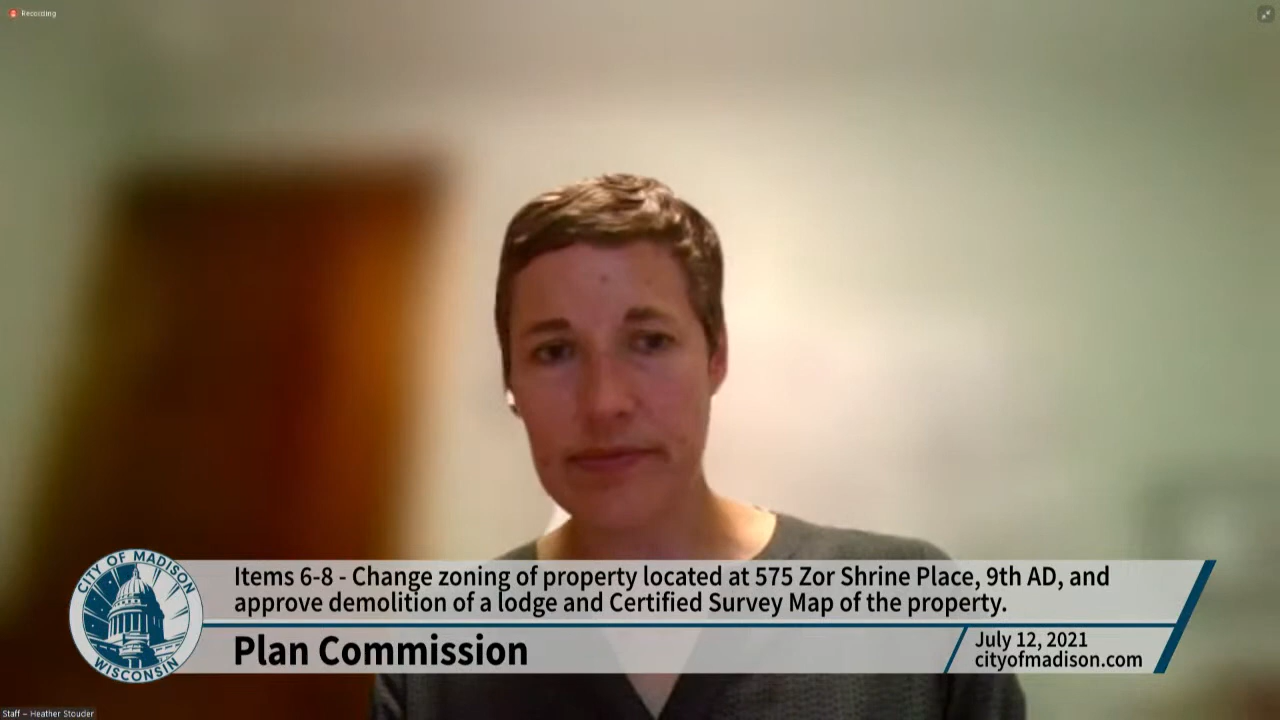 Recording
Items 6-8 - Change zoning of property located at 575 Zor Shrine Place, 9th AD, and
approve demolition of a lodge and Certified Survey Map of the property.
CITY OF MADISON
WISCONSIN
Plan Commission
July 12, 2021
cityofmadison.com
Staff – Heather Stouder